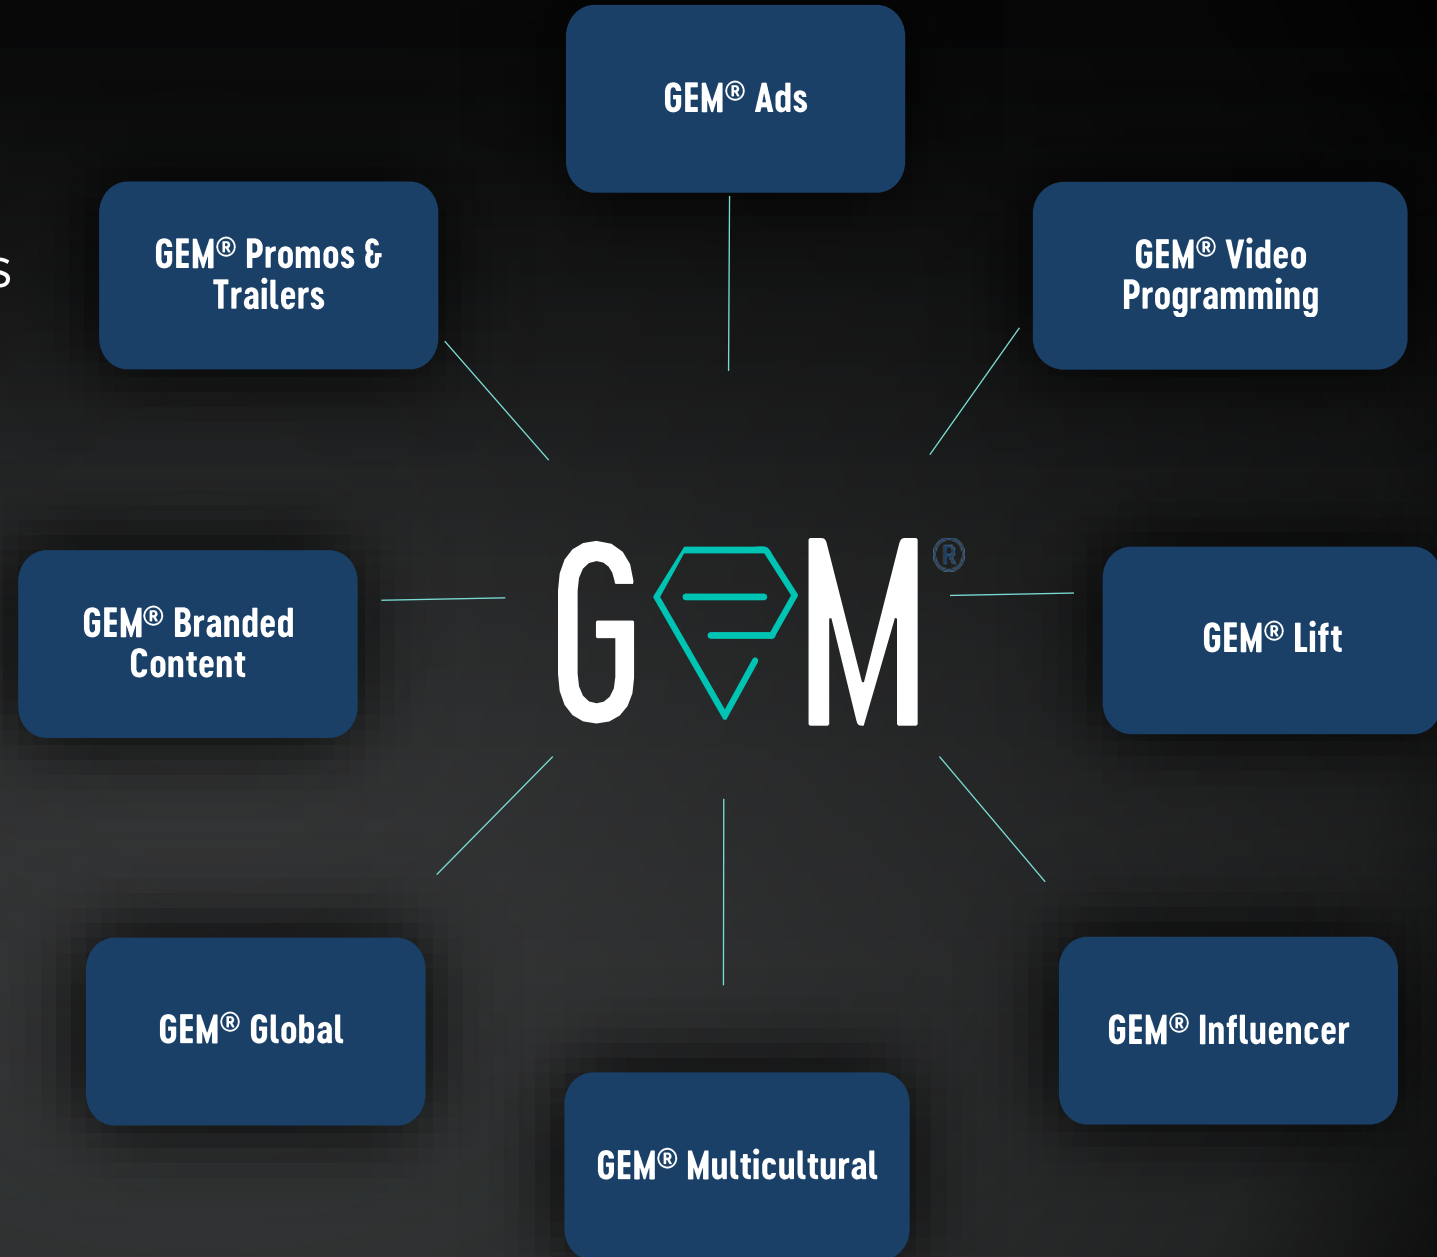 GEM® Ads
GEM® Promos &
Trailers
GEM® Video
Programming
s
GEM®
GEM® Branded
Content
GEM® Lift
GEM® Global
GEM® Influencer
GEM® Multicultural